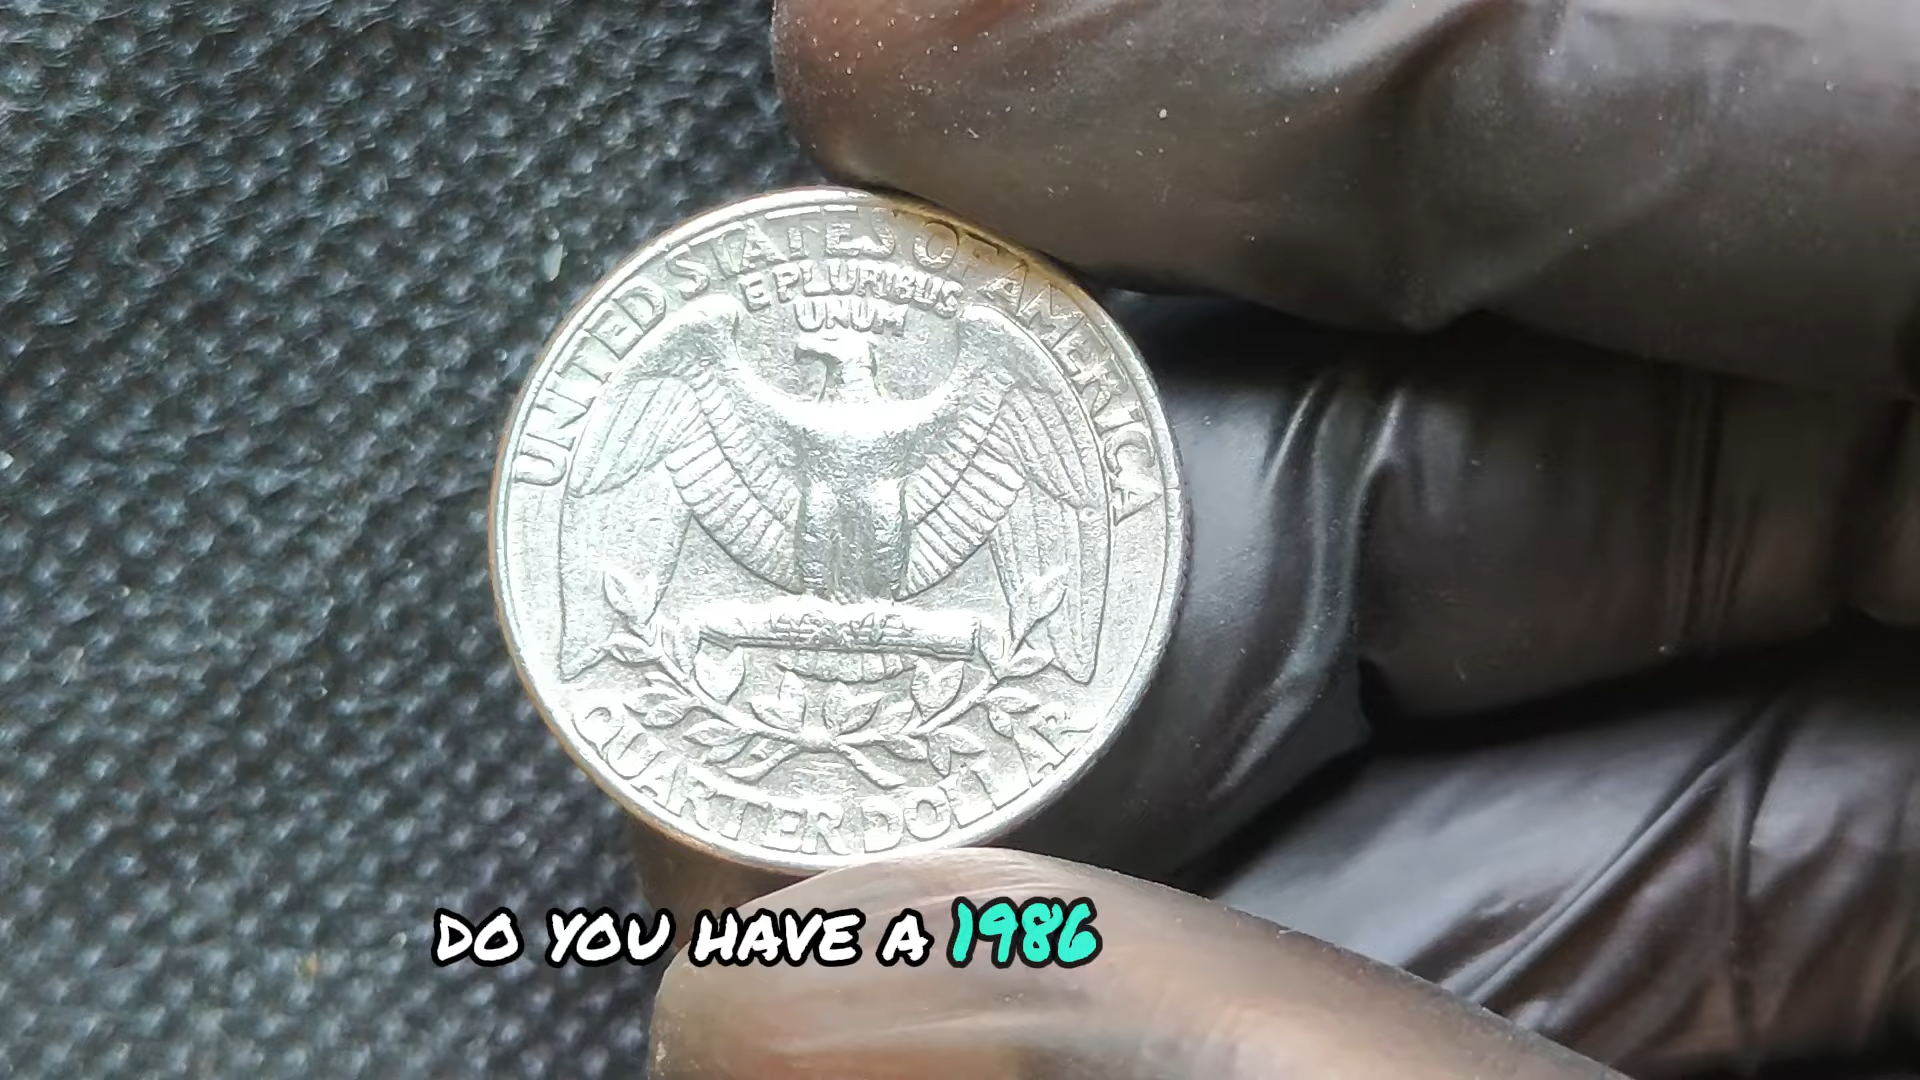 UNITED STATES OF AMERICA
E PLURIBUS
UNUM
QUARTER DOLLAR
DO YOU HAVE A 1986